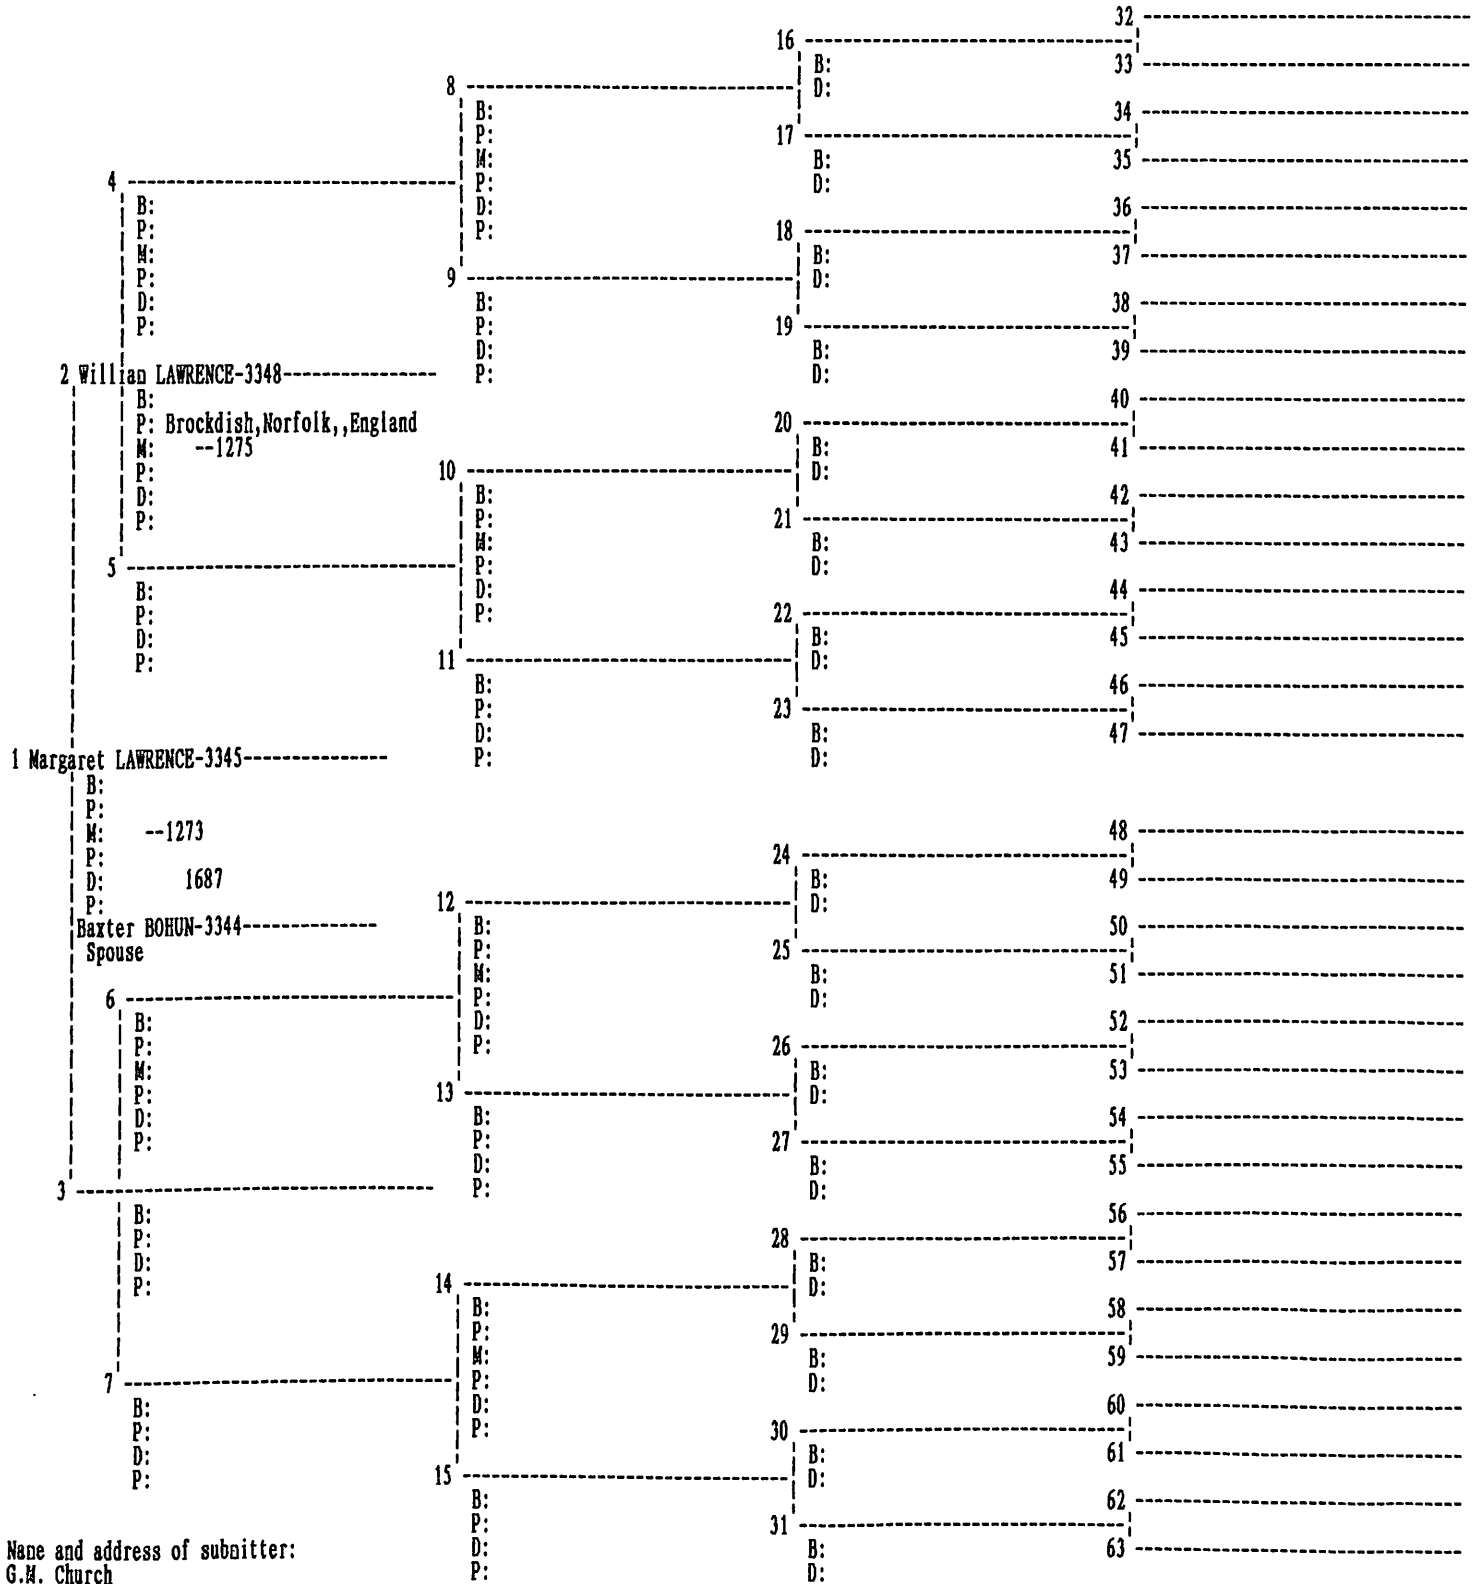 32
16
B:
33
D:
8
B:
34
P:
17
M:
B:
35
4
P:
D:
B:
D:
36
P:
P:
18
M:
B:
37
P:
9
D:
D:
B:
38
P:
P:
19
D:
B:
39
2 William LAWRENCE-3348
P:
D:
B:
40
P: Brockdish,Norfolk,,England
20
M: --1275
B:
41
P:
10
D:
D:
B:
42
P:
P:
21
M:
B:
43
5
P:
D:
B:
D:
44
P:
P:
22
D:
B:
45
P:
11
D:
B:
46
P:
23
D:
B:
47
1 Margaret LAWRENCE-3345
P:
D:
B:
P:
M: --1273
48
P:
24
D: 1687
B:
49
P:
12
D:
Baxter BOHUN-3344
B:
50
Spouse
P:
25
M:
B:
51
6
P:
D:
B:
D:
52
P:
P:
26
M:
B:
53
P:
13
D:
D:
B:
54
P:
P:
27
D:
B:
55
3
P:
D:
B:
56
P:
28
D:
B:
57
P:
14
D:
B:
58
P:
29
M:
B:
59
7
P:
D:
B:
D:
60
P:
P:
30
D:
B:
61
P:
15
D:
B:
62
P:
31
Name and address of submitter:
D:
B:
63
G.M. Church
P:
D: